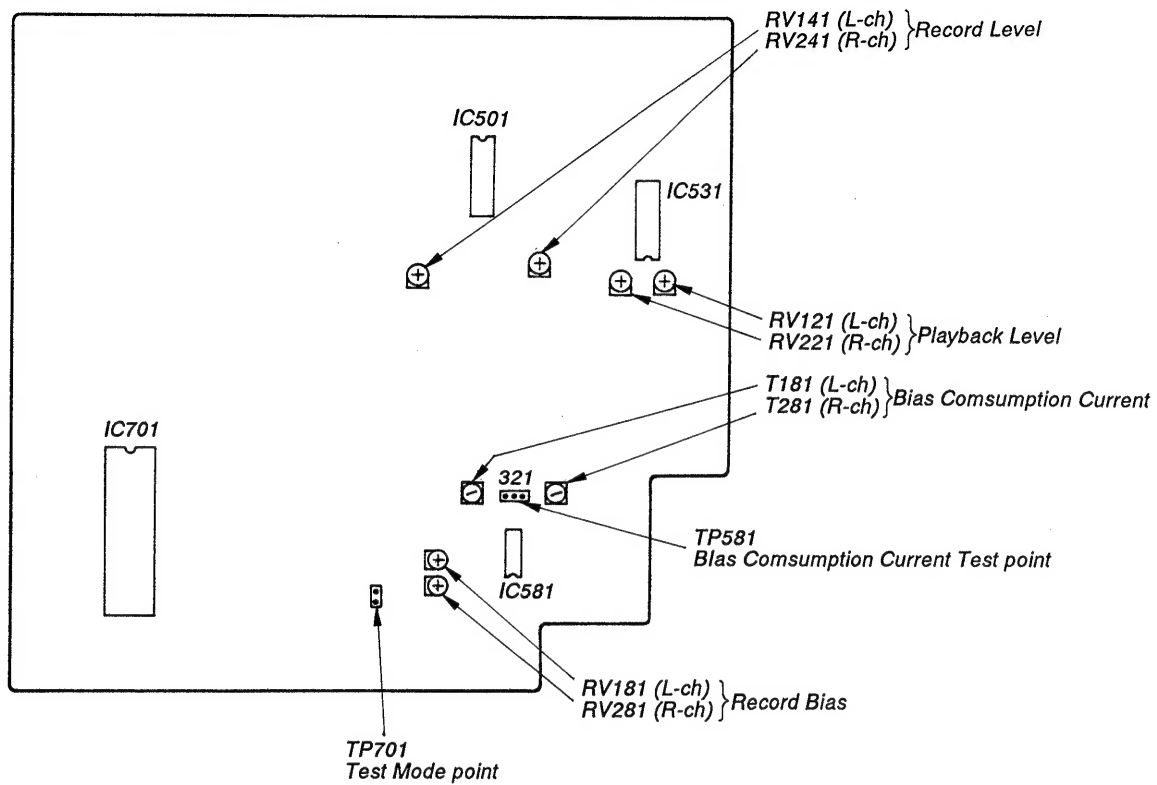 RV141 (L-ch)
RV241 (R-ch)
Record Level
IC501
IC531
RV121 (L-ch)
RV221 (R-ch)
Playback Level
T181 (L-ch)
T281 (R-ch)
Bias Comsumption Current
IC701
321
TP581
BIas Comsumption Current Test point
IC581
RV181 (L-ch)
RV281 (R-ch)
Record Bias
TP701
Test Mode point